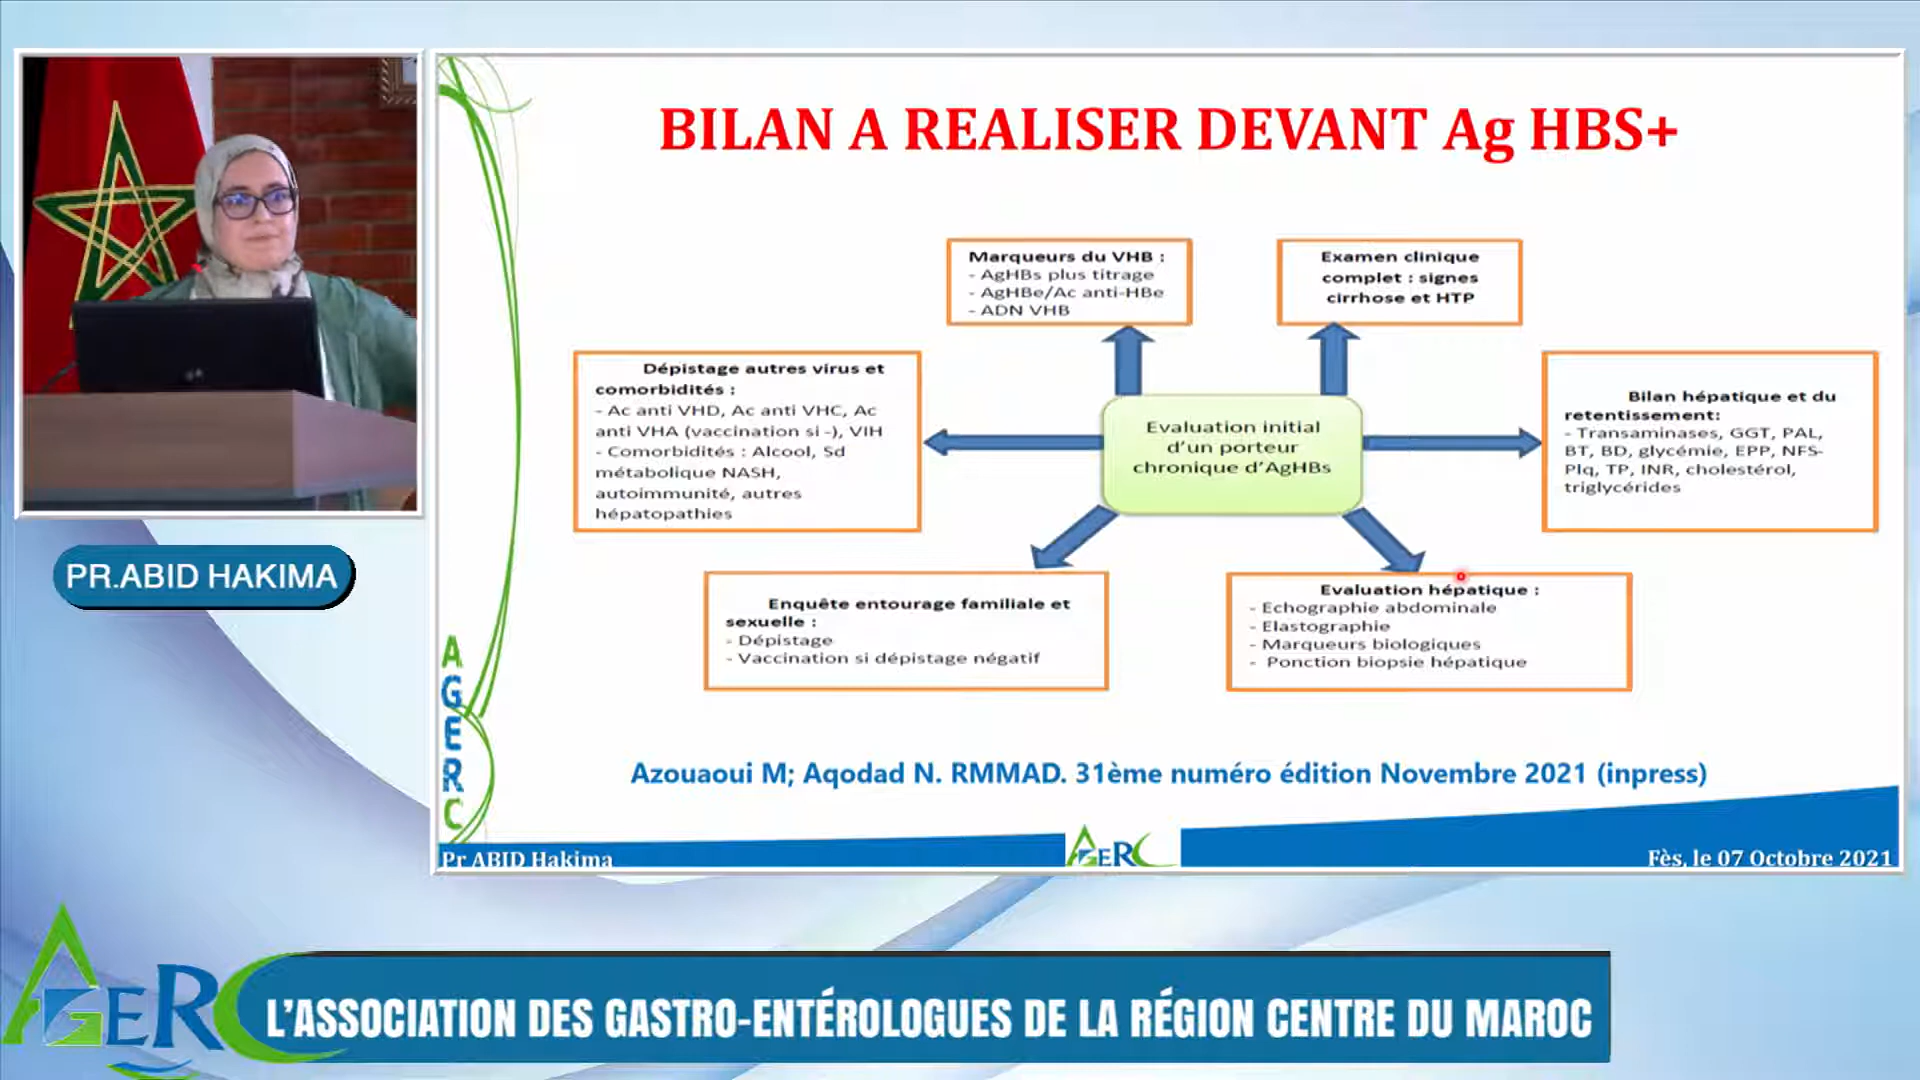 BILAN A REALISER DEVANT Ag HBS+
Marqueurs du VHB :
- AgHBs plus titrage
- AgHBe/Ac anti-HBe
- ADN VHB
Examen clinique
complet : signes
cirrhose et HTP
Dépistage autres virus et
comorbidités :
- Ac anti VHD, Ac anti VHC, Ac
anti VHA (vaccination si -), VIH
- Comorbidités : Alcool, Sd
métabolique NASH,
autoimmunité, autres
hépatopathies
Evaluation initial
d'un porteur
chronique d'AgHBs
Bilan hépatique et du
retentissement:
- Transaminases, GGT, PAL,
BT, BD, glycémie, EPP, NFS-
Plq, TP, INR, cholestérol,
triglycérides
Enquête entourage familiale et
sexuelle :
- Dépistage
- Vaccination si dépistage négatif
Evaluation hépatique :
- Echographie abdominale
- Elastographie
- Marqueurs biologiques
- Ponction biopsie hépatique
Azouaoui M; Aqodad N. RMMAD. 31ème numéro édition Novembre 2021 (inpress)
AGERC
Pr ABID Hakima
AGERC
Fès, le 07 Octobre 2021
PR.ABID HAKIMA
AGERC
L'ASSOCIATION DES GASTRO-ENTÉROLOGUES DE LA RÉGION CENTRE DU MAROC